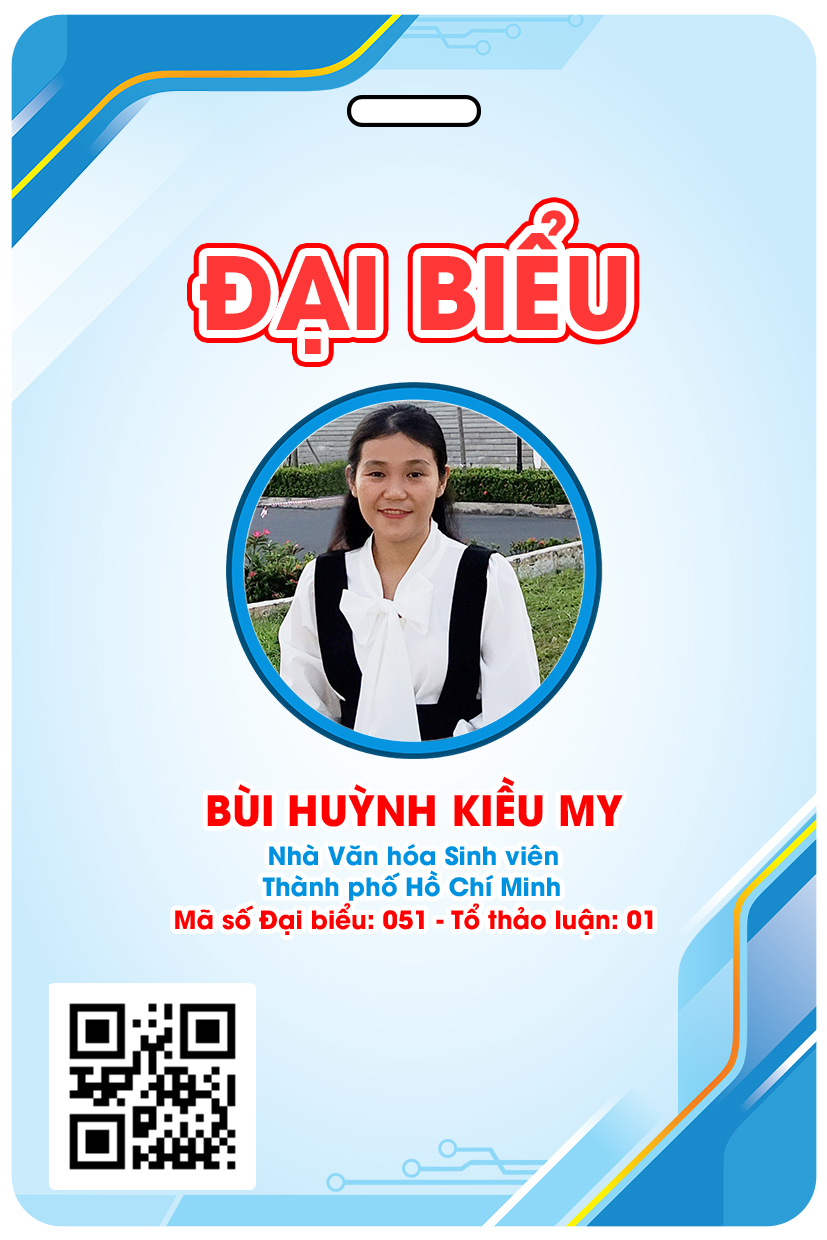 ĐẠI BIỂU
BÙI HUỲNH KIỀU MY
Nhà Văn hóa Sinh viên
Thành phố Hồ Chí Minh
Mã số Đại biểu: 051 - Tổ thảo luận: 01